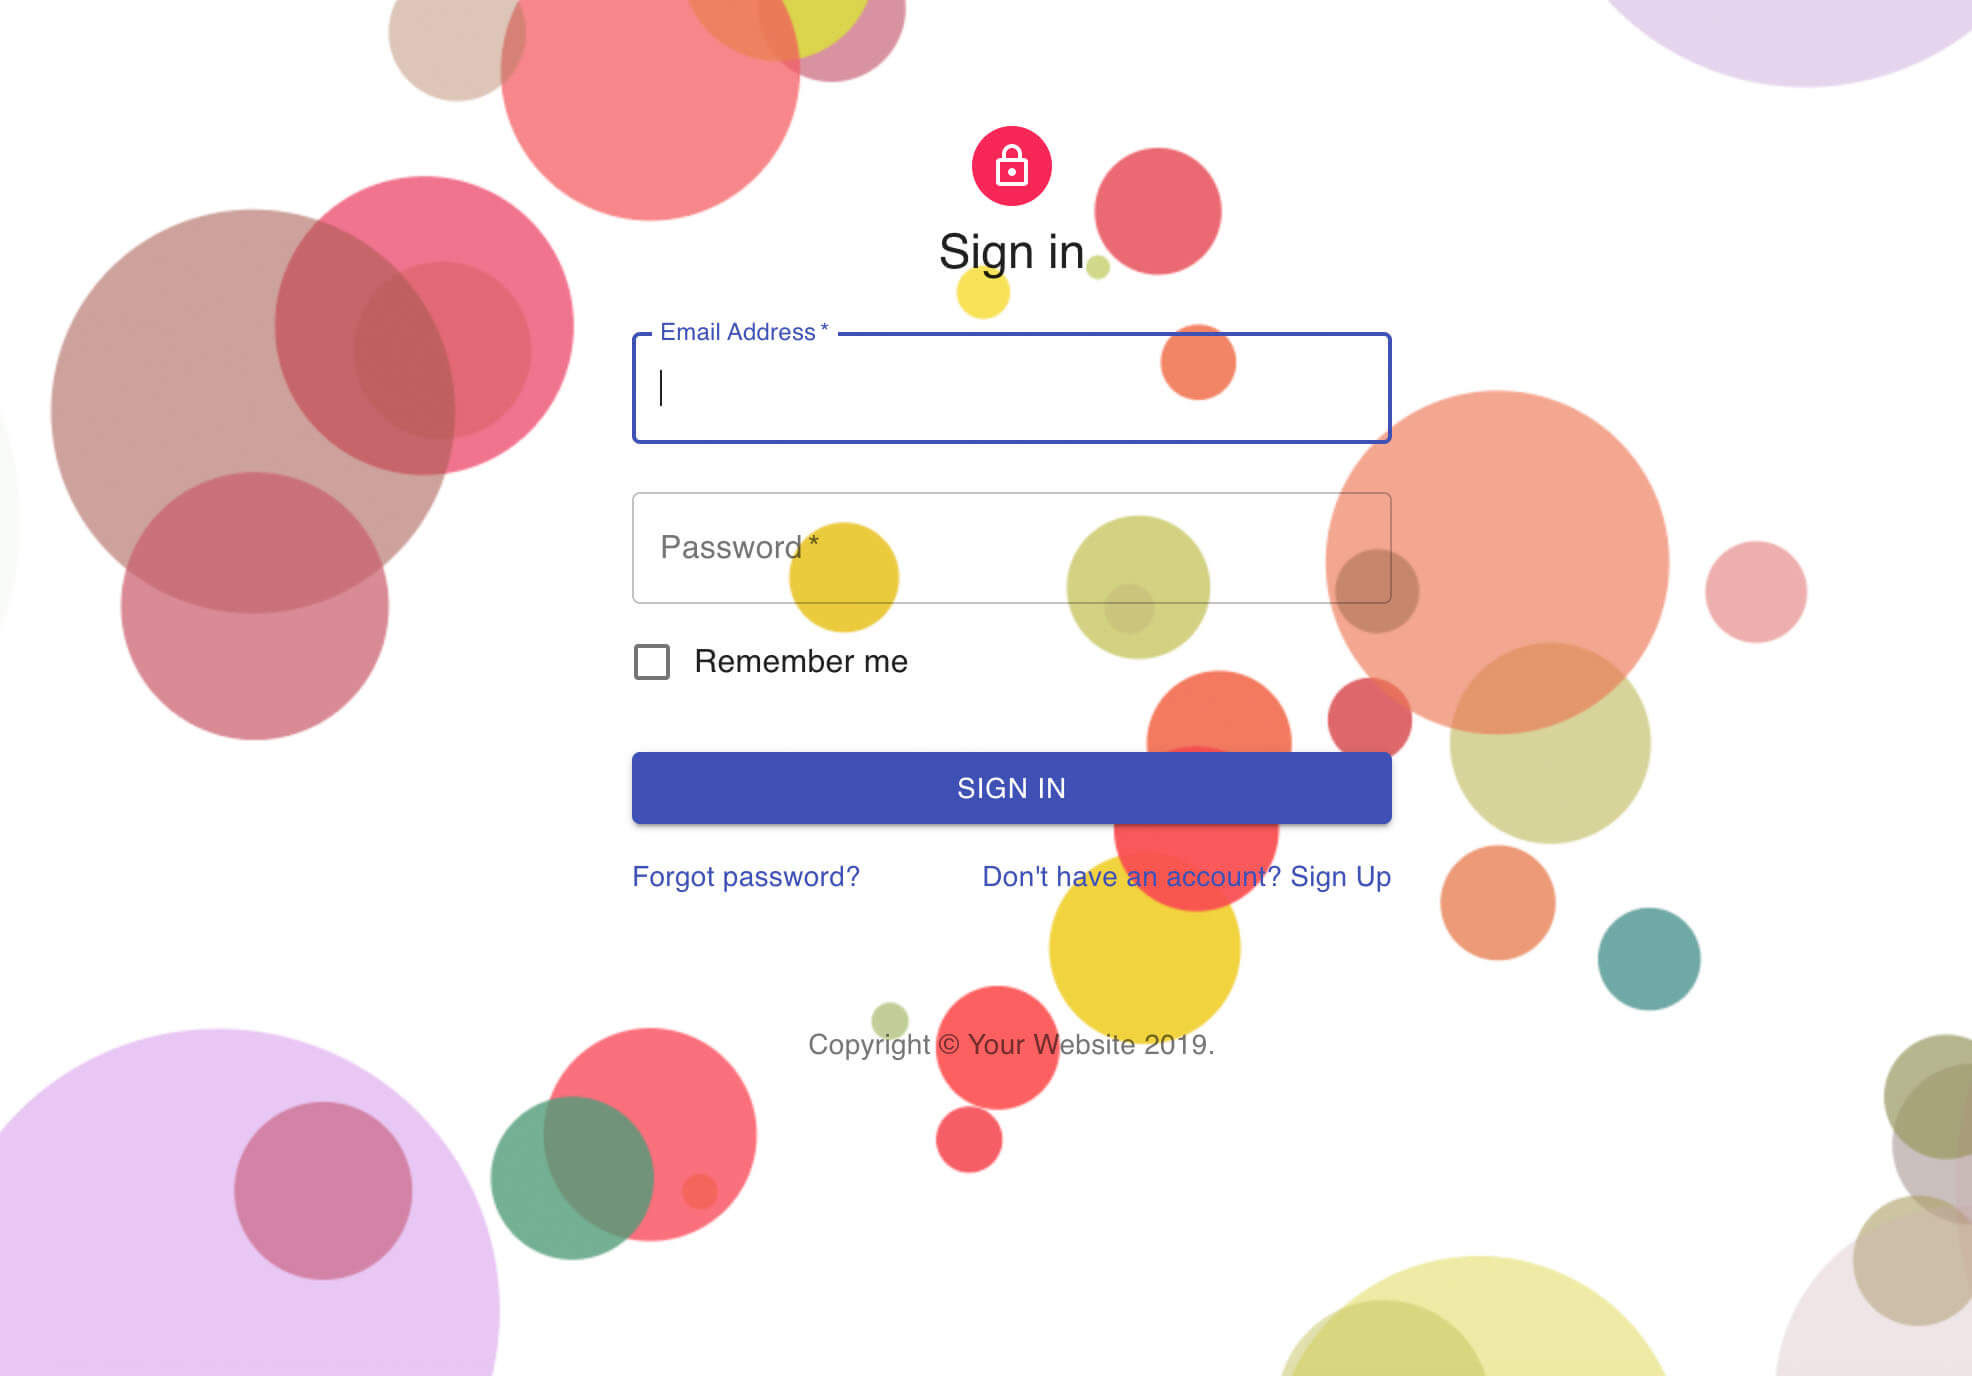 Sign in
Email Address *
Password *
Remember me
SIGN IN
Forgot password? Don't have an account? Sign Up
Copyright © Your Website 2019.